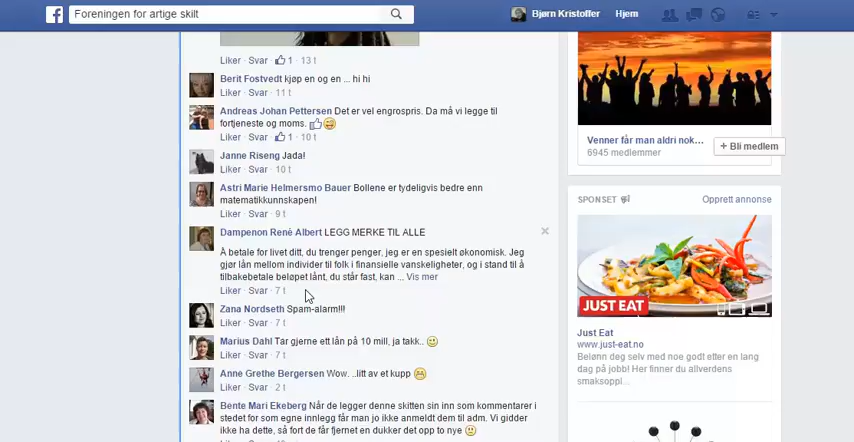 Foreningen for artige skilt
Bjørn Kristoffer
Hjem
Liker · Svar · 1 · 13 t
Berit Fostvedt kjøp en og en ... hi hi
Liker · Svar · 11 t
Andreas Johan Pettersen Det er vel engrospris. Da må vi legge til
fortjeneste og moms.
Liker · Svar · 1 · 10 t
Janne Riseng Jada!
Liker · Svar · 10 t
Astri Marie Helmersmo Bauer Bollene er tydeligvis bedre enn
matematikkunnskapen!
Liker · Svar · 9 t
Dampenon Renè Albert LEGG MERKE TIL ALLE
Å betale for livet ditt, du trenger penger, jeg er en spesielt økonomisk. Jeg
gjør lån mellom individer til folk i finansielle vanskeligheter, og i stand til å
tilbakebetale beløpet lånt, du står fast, kan ... Vis mer
Liker · Svar · 7 t
Zana Nordseth Spam-alarm!!!
Liker · Svar · 7 t
Marius Dahl Tar gjerne ett lån på 10 mill, ja takk..
Liker · Svar · 7 t
Anne Grethe Bergersen Wow. ..litt av et kupp
Liker · Svar · 2 t
Bente Mari Ekeberg Når de legger denne skitten sin inn som kommentarer i
stedet for som egne innlegg får man jo ikke anmeldt dem til adm. Vi gidder
ikke ha dette, så fort de får fjernet en dukker det opp to nye
Venner får man aldri nok...
6945 medlemmer
+ Bli medlem
SPONSET
Opprett annonse
JUST EAT
Just Eat
www.just-eat.no
Belønn deg selv med noe godt etter en lang
dag på jobb! Her finner du allverdens
smaksoppl...